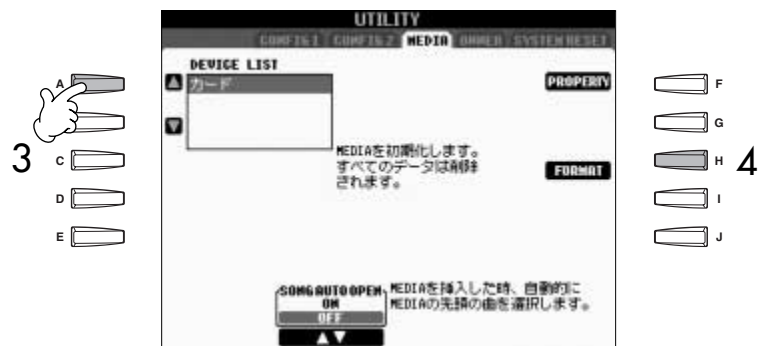 UTILITY
CONFIG 1 CONFIG 2 MEDIA OWNER SYSTEM RESET
DEVICE LIST
カード
PROPERTY
MEDIAを初期化します。
すべてのデータは削除
されます。
FORMAT
SONG AUTO OPEN
ON
OFF
MEDIAを挿入した時、自動的に
MEDIAの先頭の曲を選択します。
A
3
C
D
E
F
G
H
4
I
J